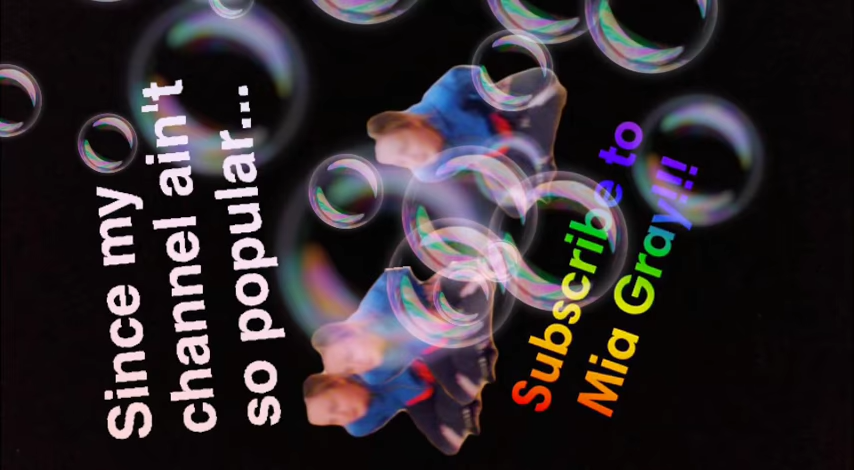 Since my
channel ain't
so popular...
Subscribe to
Mia Gray!!!